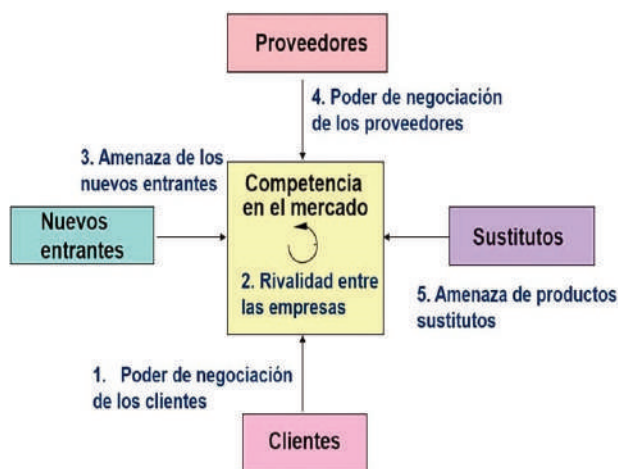 Proveedores
4. Poder de negociación
de los proveedores
3. Amenaza de los
nuevos entrantes
Competencia
en el mercado
Nuevos
entrantes
Sustitutos
2. Rivalidad entre
las empresas
5. Amenaza de productos
sustitutos
1. Poder de negociación
de los clientes
Clientes